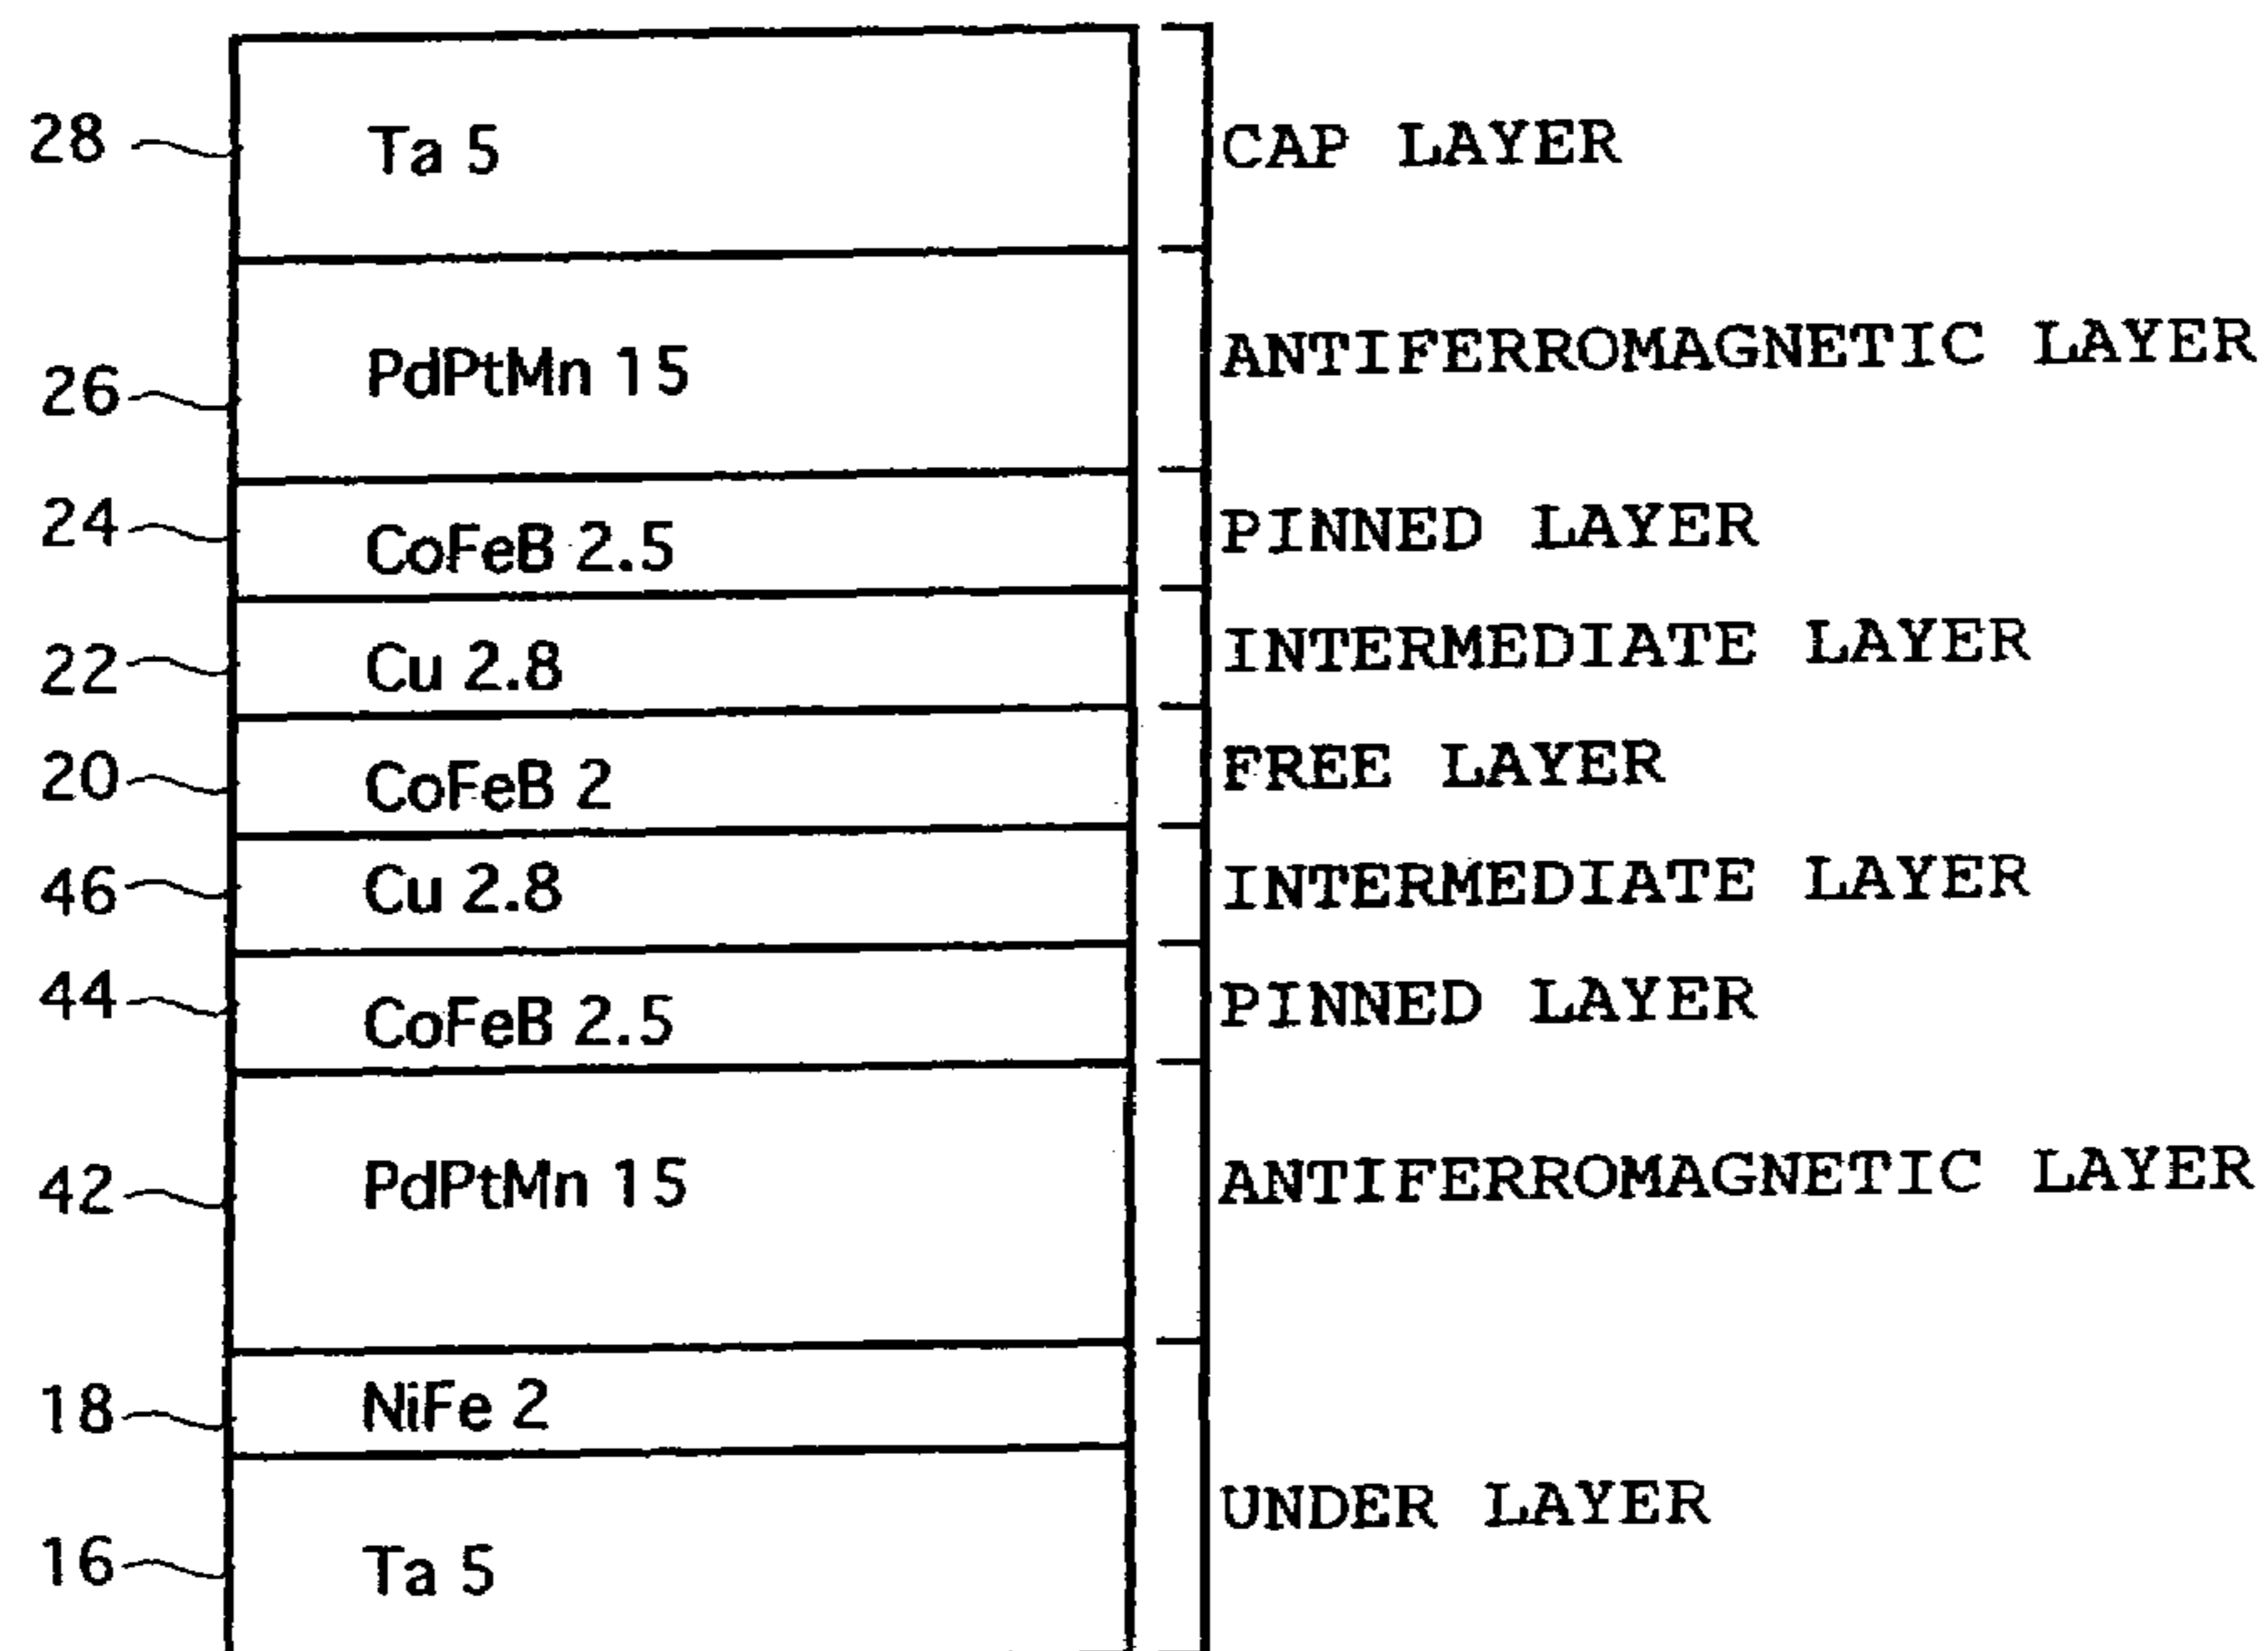 28 Ta 5 CAP LAYER
26 PdPtMn 15 ANTIFERROMAGNETIC LAYER
24 CoFeB 2.5 PINNED LAYER
22 Cu 2.8 INTERMEDIATE LAYER
20 CoFeB 2 FREE LAYER
46 Cu 2.8 INTERMEDIATE LAYER
44 CoFeB 2.5 PINNED LAYER
42 PdPtMn 15 ANTIFERROMAGNETIC LAYER
18 NiFe 2
UNDER LAYER
16 Ta 5